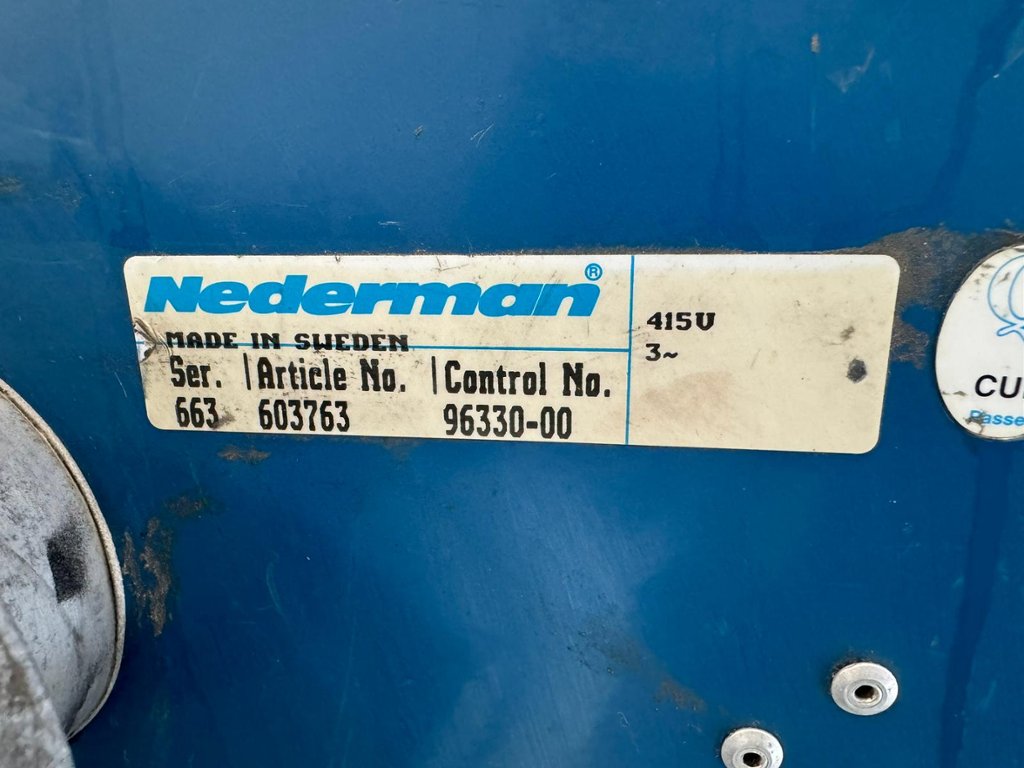 Nederman®
MADE IN SWEDEN
Ser. | Article No. | Control No.
663 603763 96330-00
415V
3~